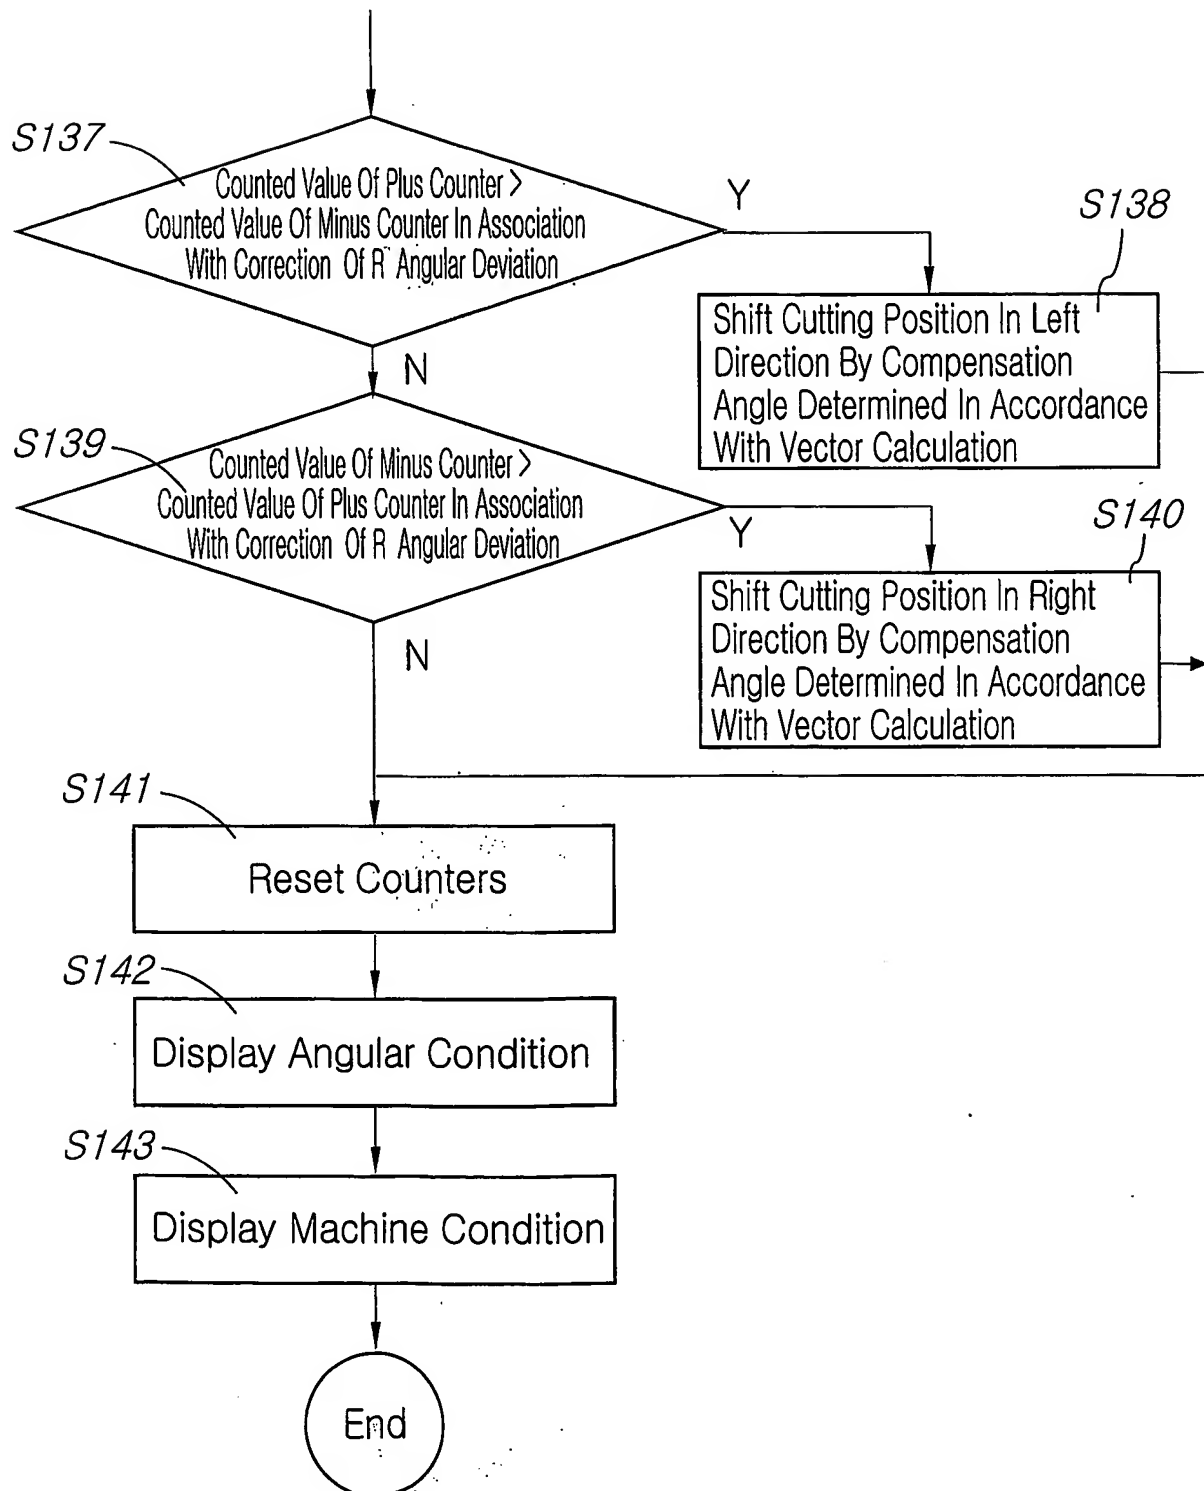 S137
Counted Value Of Plus Counter >
Counted Value Of Minus Counter In Association
With Correction Of R Angular Deviation
Y
S138
Shift Cutting Position In Left
Direction By Compensation
Angle Determined In Accordance
With Vector Calculation
N
S139
Counted Value Of Minus Counter >
Counted Value Of Plus Counter In Association
With Correction Of R Angular Deviation
Y
S140
Shift Cutting Position In Right
Direction By Compensation
Angle Determined In Accordance
With Vector Calculation
N
S141
Reset Counters
S142
Display Angular Condition
S143
Display Machine Condition
End